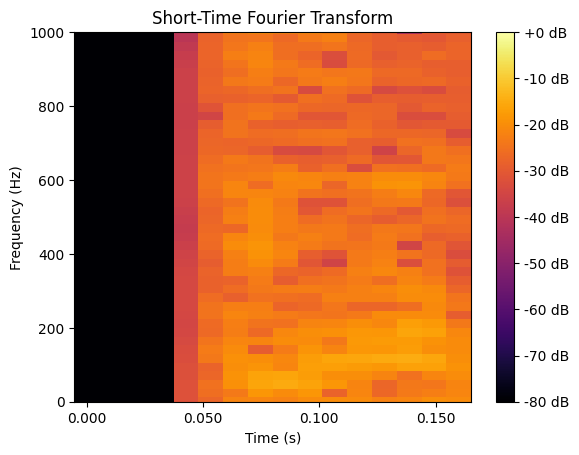 Short-Time Fourier Transform
1000
800
600
400
200
0
Frequency (Hz)
0.000
0.050
0.100
0.150
Time (s)
+0 dB
-10 dB
-20 dB
-30 dB
-40 dB
-50 dB
-60 dB
-70 dB
-80 dB